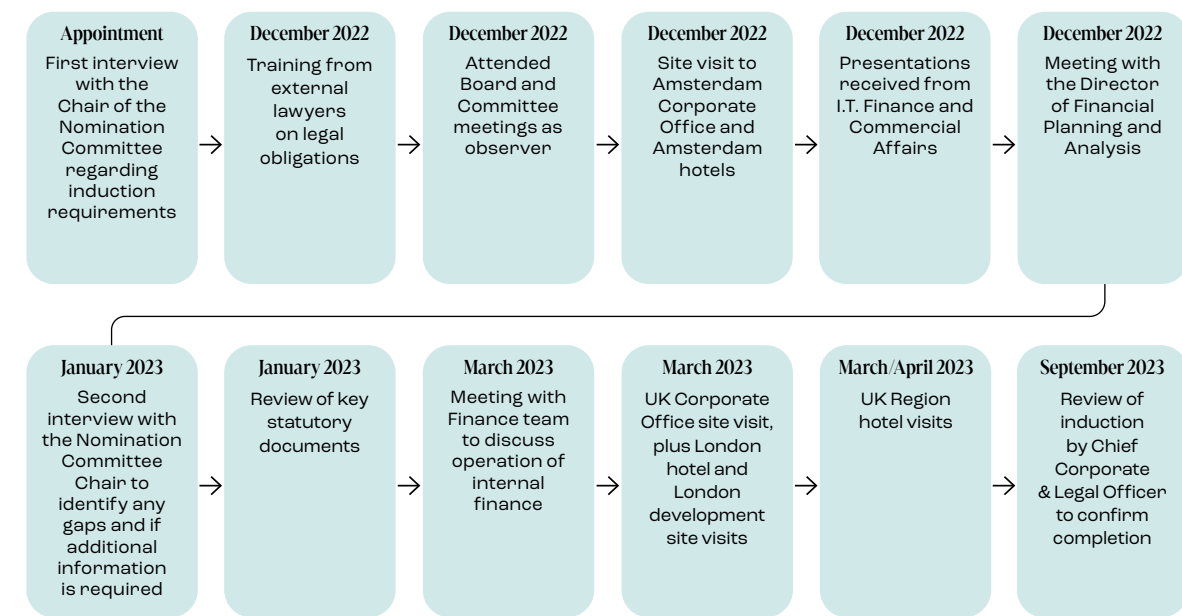 Appointment
First interview
with the
Chair of the
Nomination
Committee
regarding
induction
requirements
December 2022
Training from
external
lawyers
on legal
obligations
December 2022
Attended
Board and
Committee
meetings as
observer
December 2022
Site visit to
Amsterdam
Corporate
Office and
Amsterdam
hotels
December 2022
Presentations
received from
I.T. Finance and
Commercial
Affairs
December 2022
Meeting with
the Director
of Financial
Planning and
Analysis
January 2023
Second
interview with
the Nomination
Committee
Chair to
identify any
gaps and if
additional
information
is required
January 2023
Review of key
statutory
documents
March 2023
Meeting with
Finance team
to discuss
operation of
internal
finance
March 2023
UK Corporate
Office site visit,
plus London
hotel and
London
development
site visits
March/April 2023
UK Region
hotel visits
September 2023
Review of
induction
by Chief
Corporate
& Legal Officer
to confirm
completion